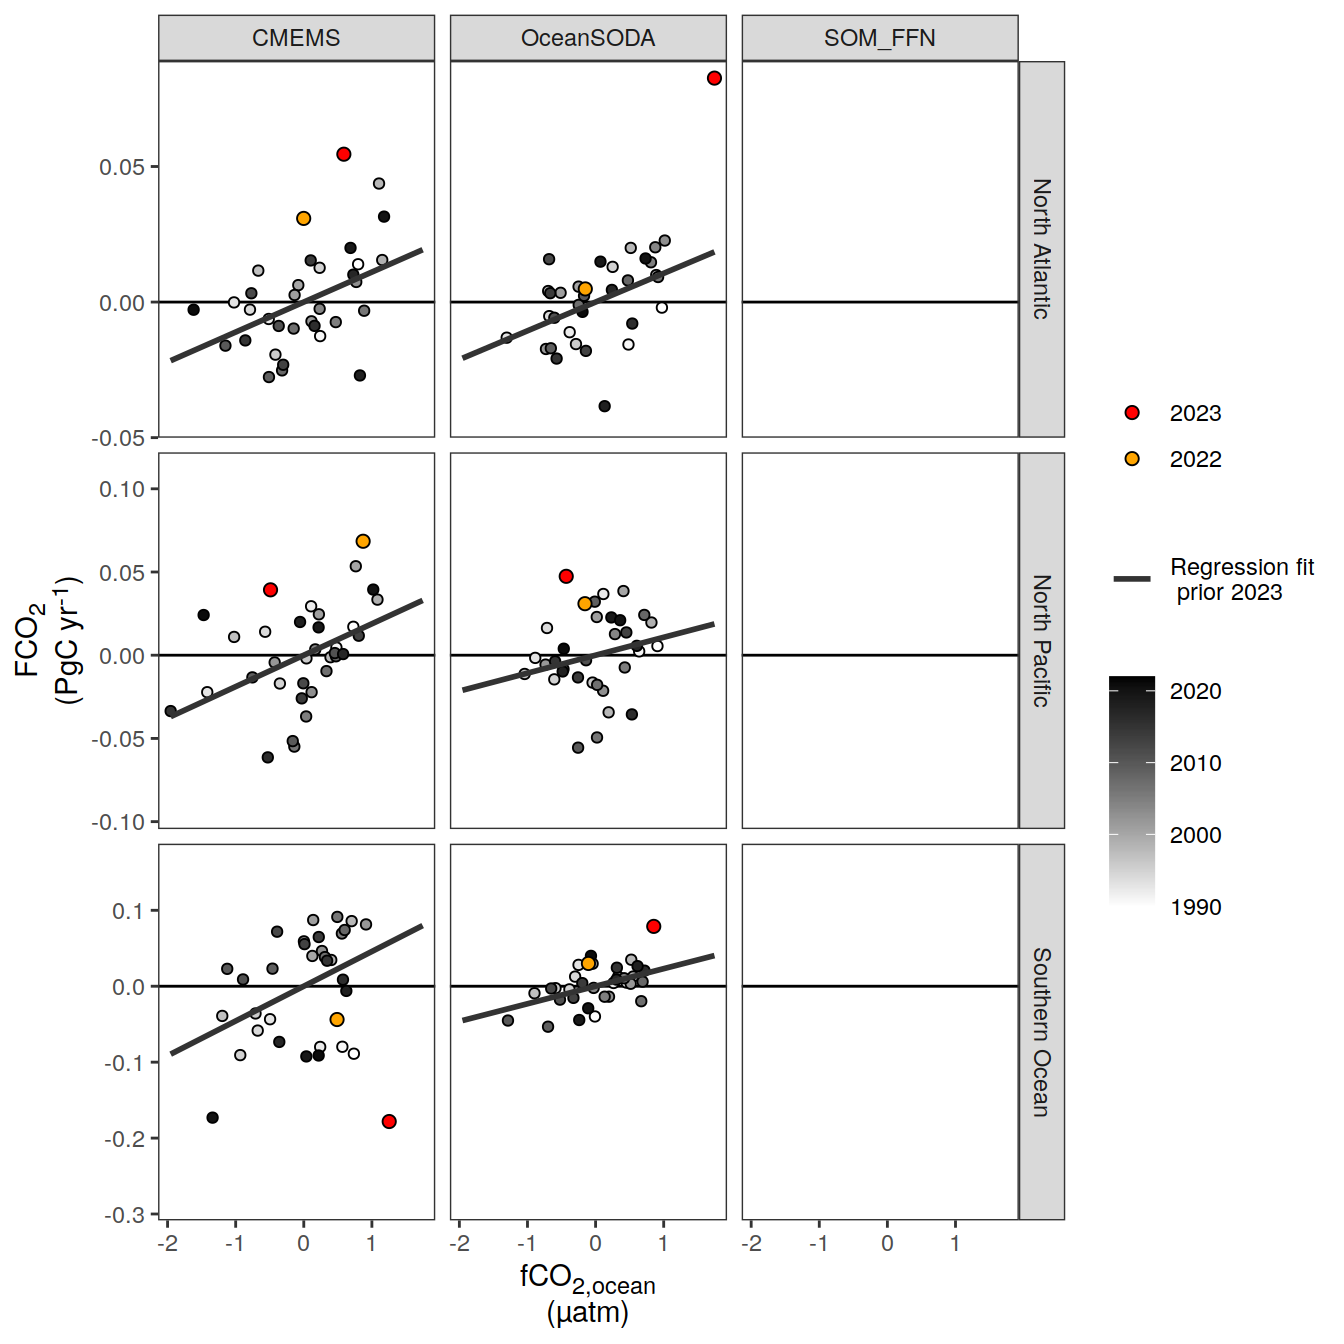 CMEMS
OceanSODA
SOM_FFN
0.05
0.00
-0.05
North Atlantic
0.10
0.05
0.00
-0.05
-0.10
North Pacific
0.1
0.0
-0.1
-0.2
-0.3
Southern Ocean
-2 -1 0 1
-2 -1 0 1
-2 -1 0 1
FCO2
(PgC yr-1)
fCO2,ocean
(µatm)
2023
2022
Regression fit
prior 2023
2020
2010
2000
1990